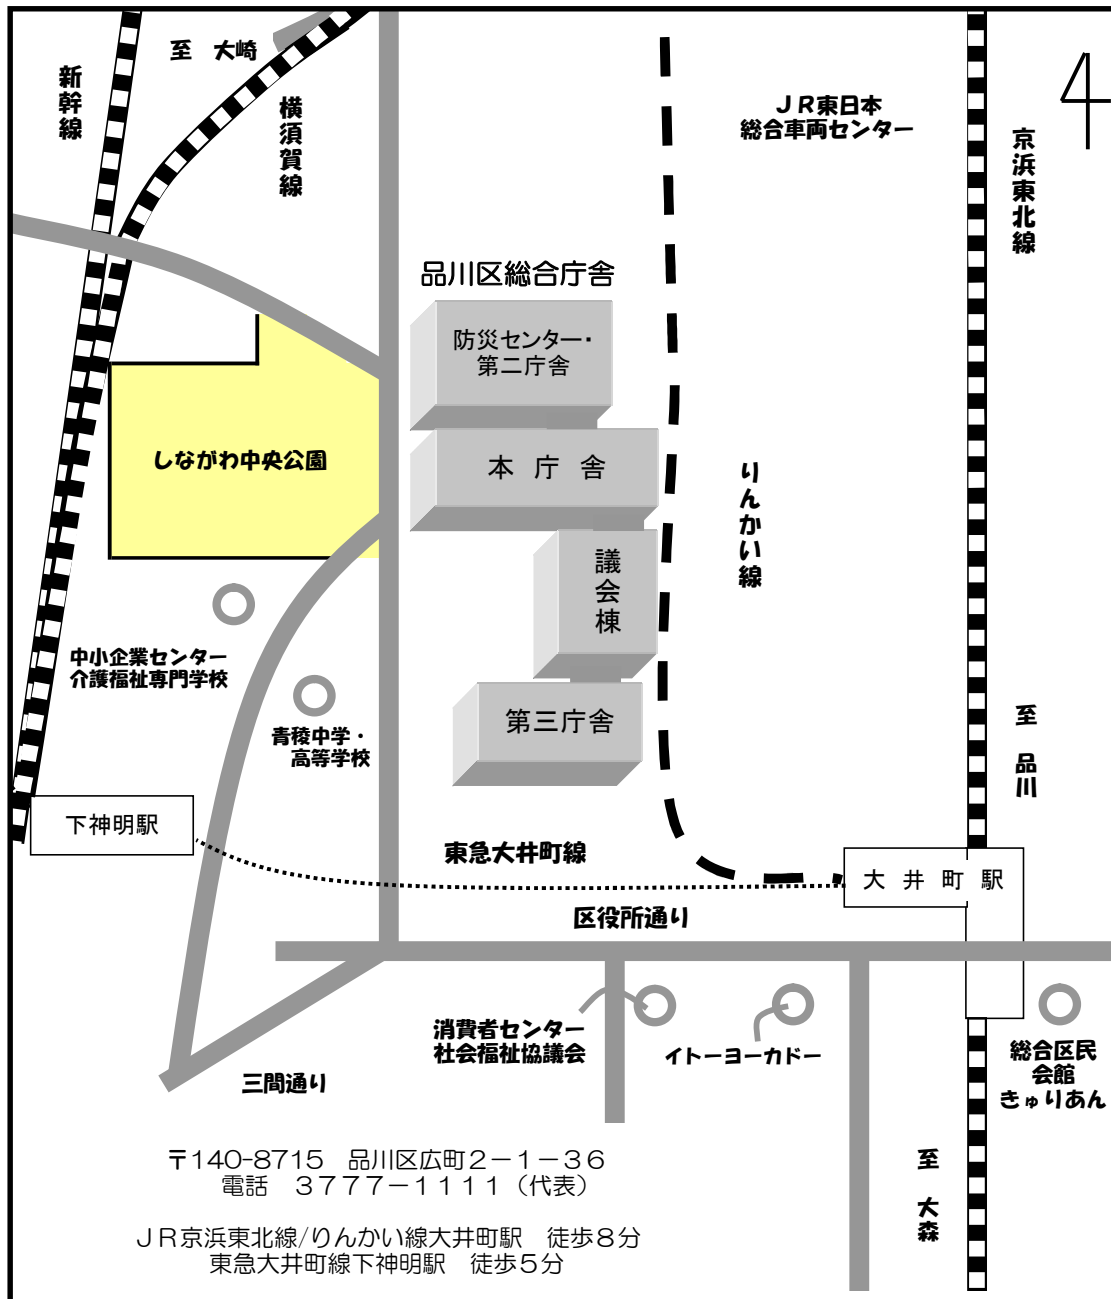 至 大崎
新幹線
横須賀線
JR東日本
総合車両センター
京浜東北線
品川区総合庁舎
防災センター・
第二庁舎
本庁舎
しながわ中央公園
りんかい線
議会棟
中小企業センター
介護福祉専門学校
第三庁舎
青稜中学・
高等学校
至 品川
下神明駅
東急大井町線
大井町駅
区役所通り
消費者センター
社会福祉協議会
イトーヨーカドー
総合区民
会館
きゅりあん
三間通り
〒140-8715 品川区広町2-1-36
電話 3777-1111(代表)
至 大森
JR京浜東北線/りんかい線大井町駅 徒歩8分
東急大井町線下神明駅 徒歩5分